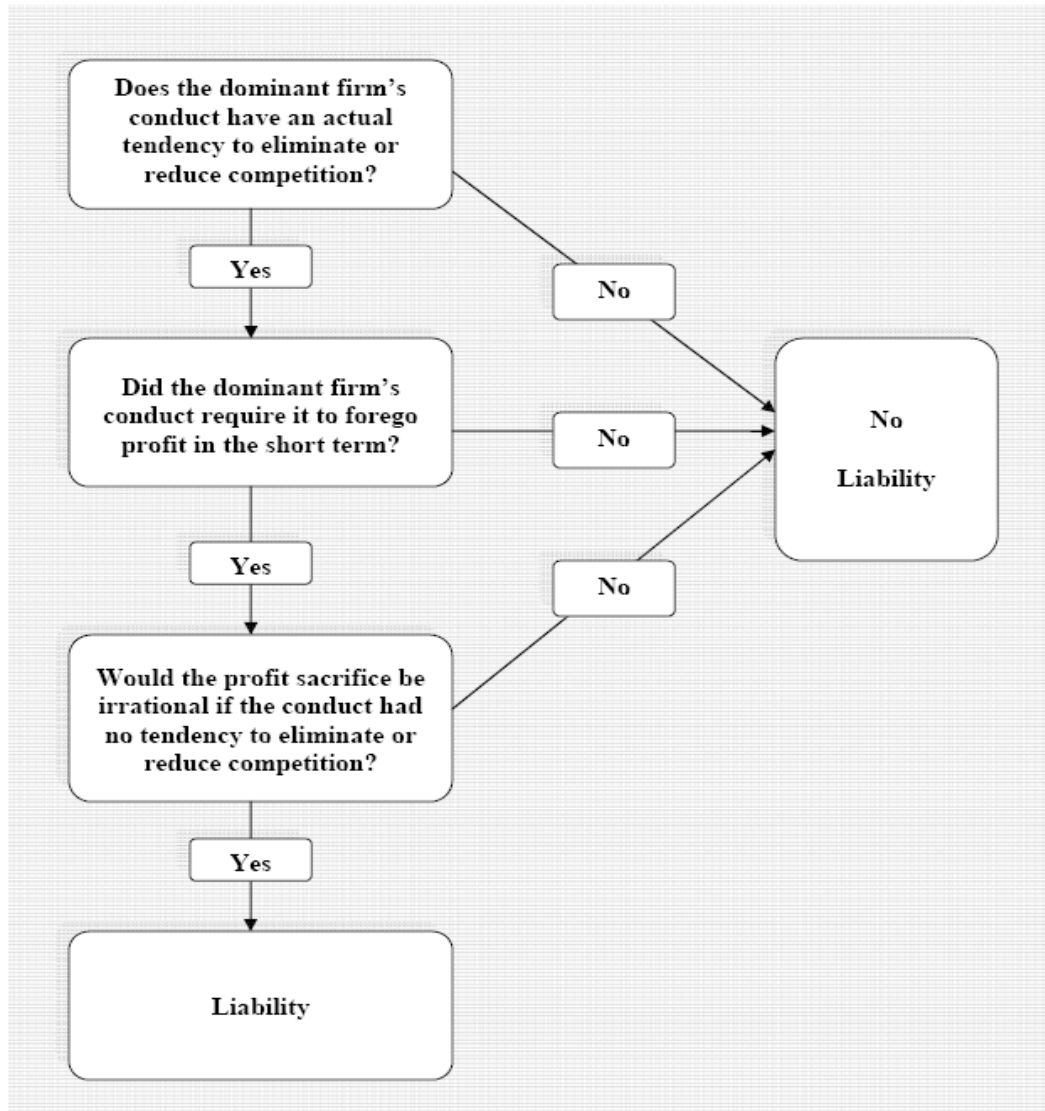 Does the dominant firm's
conduct have an actual
tendency to eliminate or
reduce competition?
Yes
No
Did the dominant firm's
conduct require it to forego
profit in the short term?
No
No
Liability
Yes
No
Would the profit sacrifice be
irrational if the conduct had
no tendency to eliminate or
reduce competition?
Yes
Liability